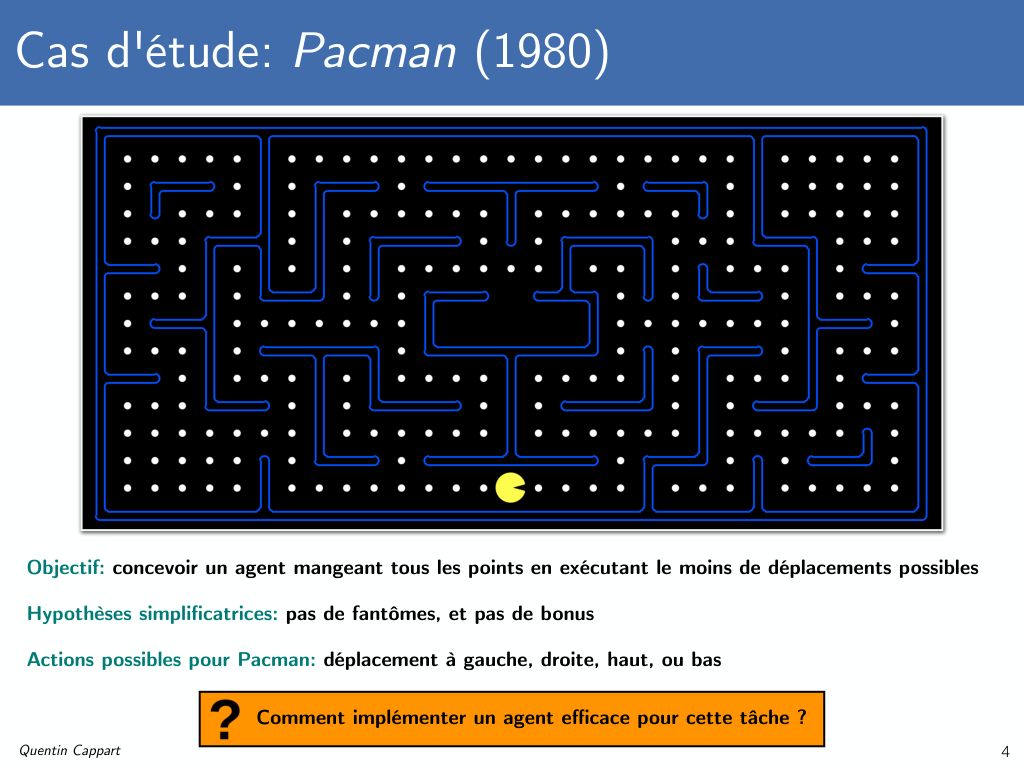 Cas d'étude: Pacman (1980)
Objectif: concevoir un agent mangeant tous les points en exécutant le moins de déplacements possibles
Hypothèses simplificatrices: pas de fantômes, et pas de bonus
Actions possibles pour Pacman: déplacement à gauche, droite, haut, ou bas
? Comment implémenter un agent efficace pour cette tâche ?
Quentin Cappart
4